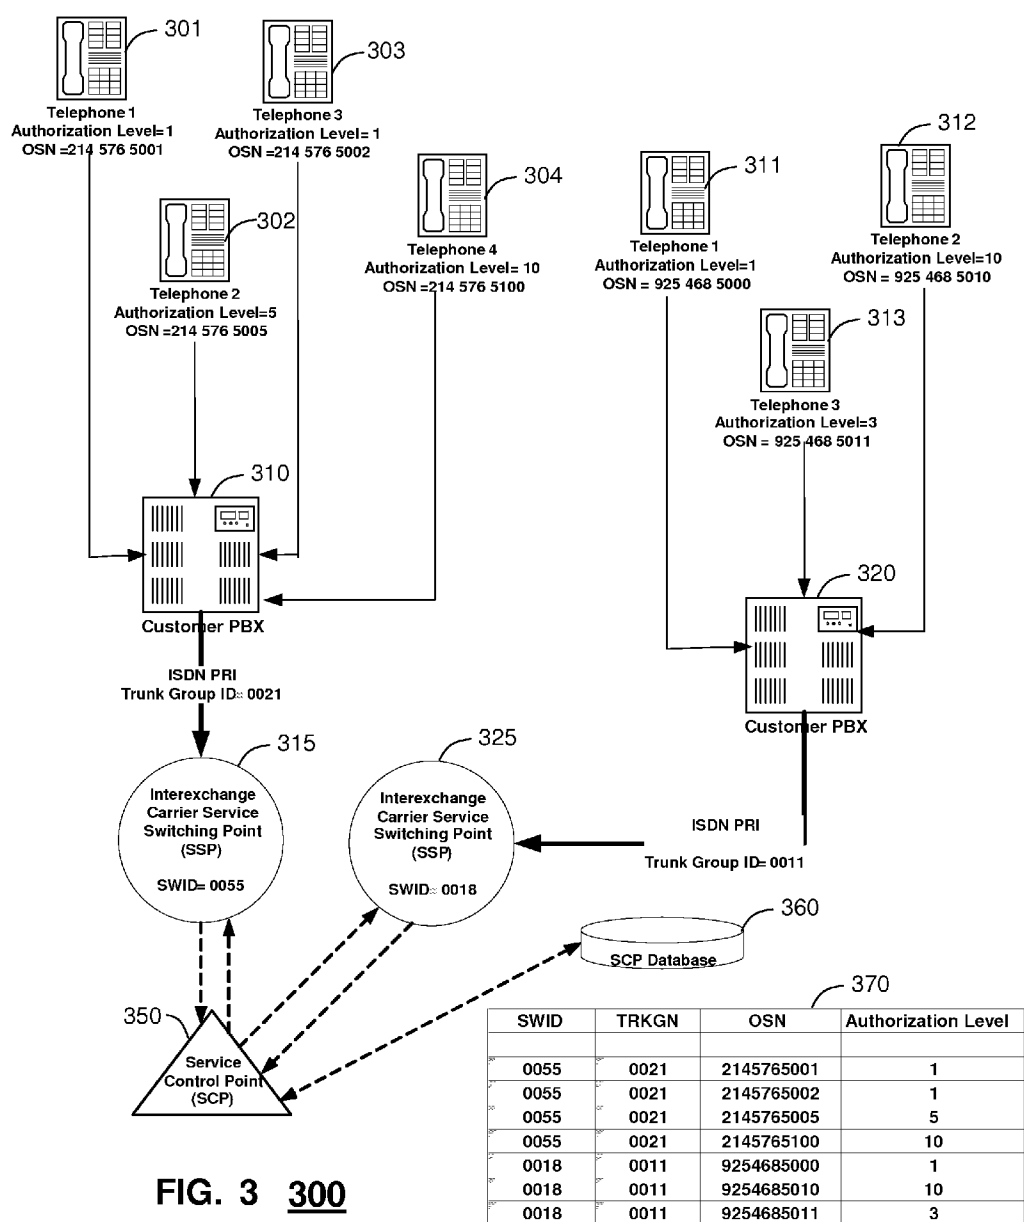 301
Telephone 1
Authorization Level=1
OSN =214 576 5001
303
Telephone 3
Authorization Level= 1
OSN =214 576 5002
302
Telephone 2
Authorization Level=5
OSN =214 576 5005
304
Telephone 4
Authorization Level= 10
OSN =214 576 5100
311
Telephone 1
Authorization Level=1
OSN = 925 468 5000
312
Telephone 2
Authorization Level=10
OSN = 925 468 5010
313
Telephone 3
Authorization Level=3
OSN = 925 468 5011
310
Customer PBX
ISDN PRI
Trunk Group ID= 0021
320
Customer PBX
ISDN PRI
Trunk Group ID= 0011
315
Interexchange
Carrier Service
Switching Point
(SSP)
SWID= 0055
325
Interexchange
Carrier Service
Switching Point
(SSP)
SWID= 0018
360
SCP Database
350
Service
Control Point
(SCP)
370
SWID TRKGN OSN Authorization Level
0055 0021 2145765001 1
0055 0021 2145765002 1
0055 0021 2145765005 5
0055 0021 2145765100 10
0018 0011 9254685000 1
0018 0011 9254685010 10
0018 0011 9254685011 3
FIG. 3 300